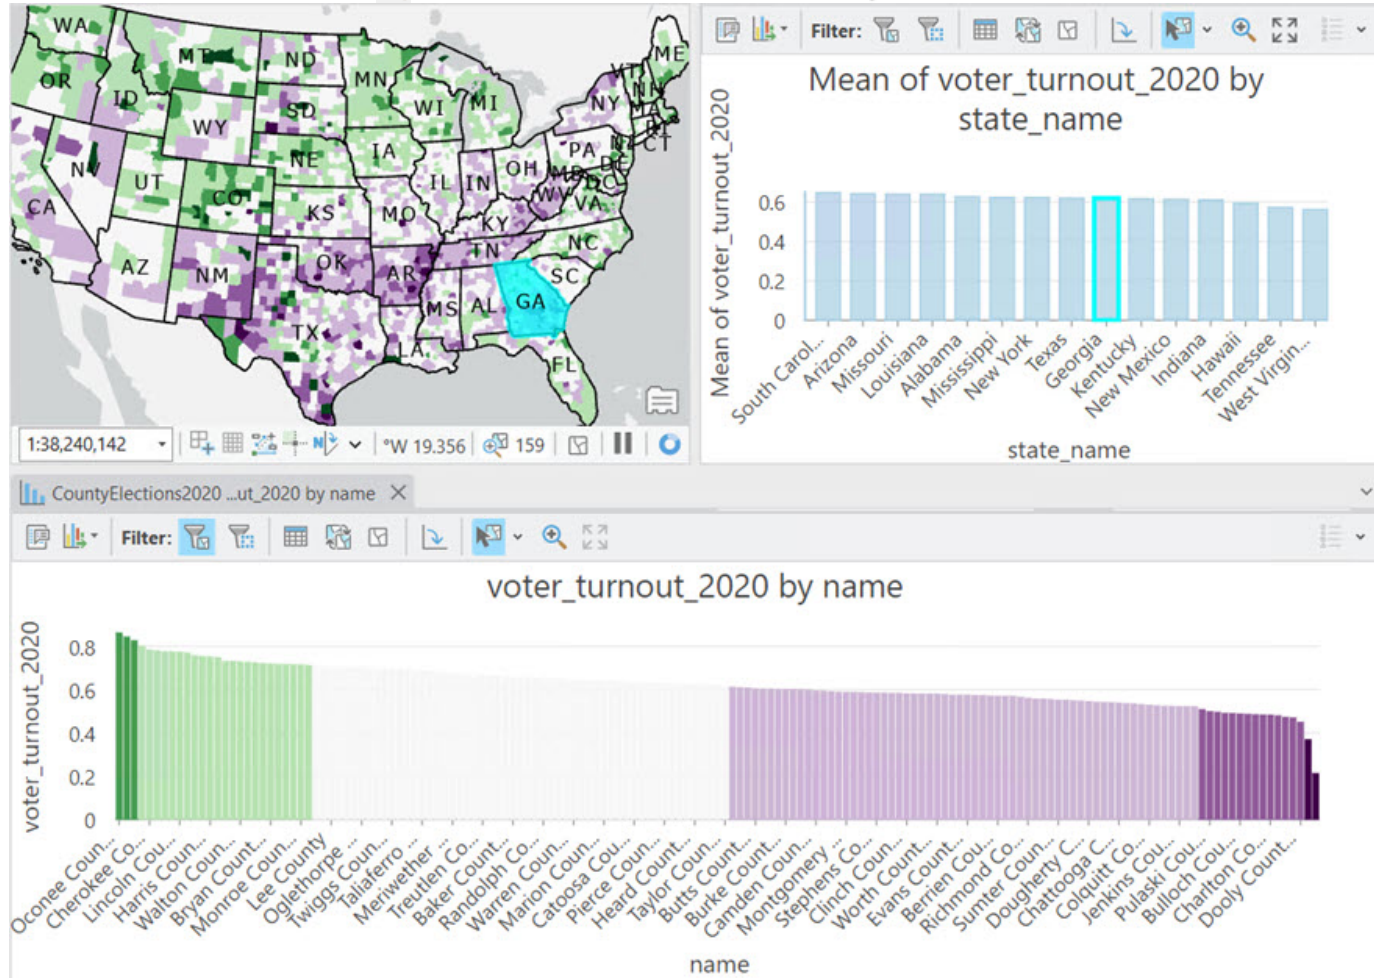 WA
MT
ND
MN
ME
OR
ID
SD
WI
MI
VT
NH
NY
MA
RI
CT
WY
NE
IA
PA
NJ
NV
UT
CO
IL
IN
OH
MD
DE
DC
WV
VA
CA
KS
MO
KY
AZ
NM
OK
AR
TN
NC
SC
TX
MS
AL
GA
LA
FL
1:38,240,142
N
°W 19.356
159
Filter:
Mean of voter_turnout_2020 by
state_name
Mean of voter_turnout_2020
0.6
0.4
0.2
0
South Carol...
Arizona
Missouri
Louisiana
Alabama
Mississippi
New York
Texas
Georgia
Kentucky
New Mexico
Indiana
Hawaii
Tennessee
West Virgin...
state_name
CountyElections2020 ...ut_2020 by name
Filter:
voter_turnout_2020 by name
voter_turnout_2020
0.8
0.6
0.4
0.2
0
Oconee Coun...
Cherokee Co...
Lincoln Cou...
Harris Coun...
Walton Coun...
Bryan Count...
Monroe Coun...
Lee County
Oglethorpe ...
Twiggs Coun...
Taliaferro ...
Meriwether ...
Treutlen Co...
Baker Count...
Randolph Co...
Warren Coun...
Marion Coun...
Catoosa Cou...
Pierce Coun...
Heard Count...
Taylor Coun...
Butts Count...
Burke Count...
Camden Coun...
Montgomery ...
Stephens Co...
Clinch Coun...
Worth Count...
Evans Count...
Berrien Cou...
Richmond Co...
Sumter Coun...
Dougherty C...
Chattooga C...
Colquitt Co...
Jenkins Cou...
Pulaski Cou...
Bulloch Cou...
Charlton Co...
Dooly Count...
name